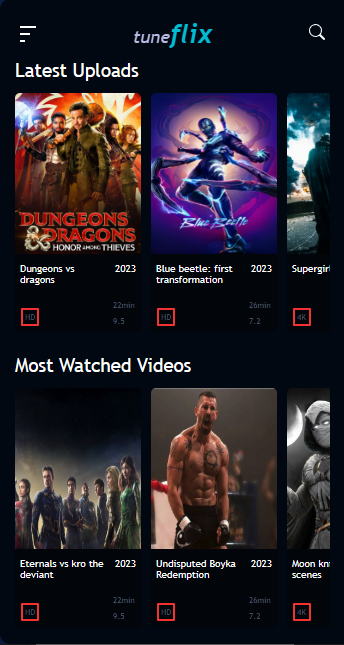 tuneflix
Latest Uploads
DUNGEONS
& DRAGONS
HONOR AMONG THIEVES
Blue Beetle
Dungeons vs 2023
dragons
Blue beetle: first 2023
transformation
Supergirl
22min
HD 9.5
26min
HD 7.2
4K
Most Watched Videos
Eternals vs kro the 2023
deviant
Undisputed Boyka 2023
Redemption
Moon kn
scenes
22min
HD 9.5
26min
HD 7.2
HD